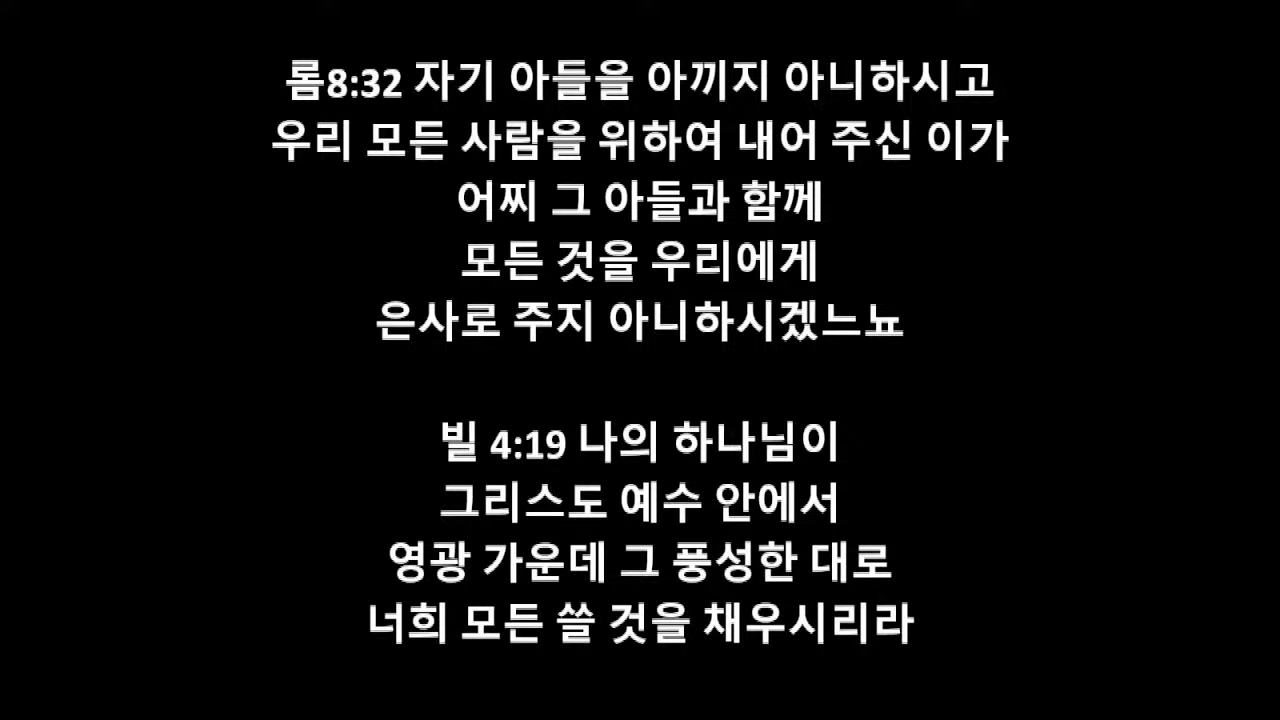 롬8:32 자기 아들을 아끼지 아니하시고
우리 모든 사람을 위하여 내어 주신 이가
어찌 그 아들과 함께
모든 것을 우리에게
은사로 주지 아니하시겠느뇨
빌 4:19 나의 하나님이
그리스도 예수 안에서
영광 가운데 그 풍성한 대로
너희 모든 쓸 것을 채우시리라